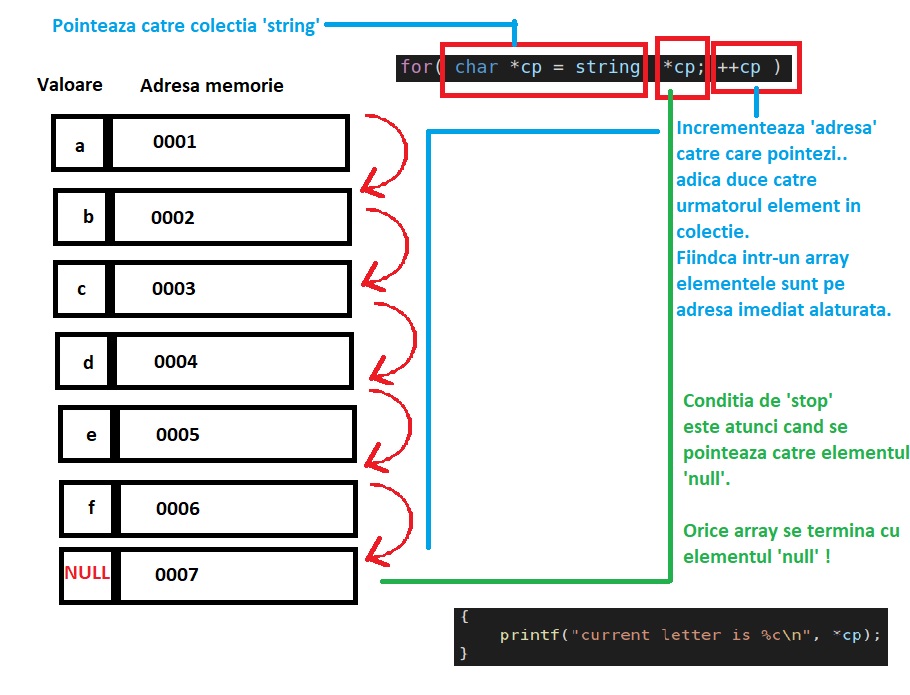 Pointeaza catre colectia 'string'
for( char *cp = string *cp; ++cp )
Valoare Adresa memorie
a 0001
b 0002
c 0003
d 0004
e 0005
f 0006
NULL 0007
Incrementeaza 'adresa'
catre care pointezi..
adica duce catre
urmatorul element in
colectie.
Fiindca intr-un array
elementele sunt pe
adresa imediat alaturata.
Conditia de 'stop'
este atunci cand se
pointeaza catre elementul
'null'.
Orice array se termina cu
elementul 'null' !
{
printf("current letter is %c\n", *cp);
}